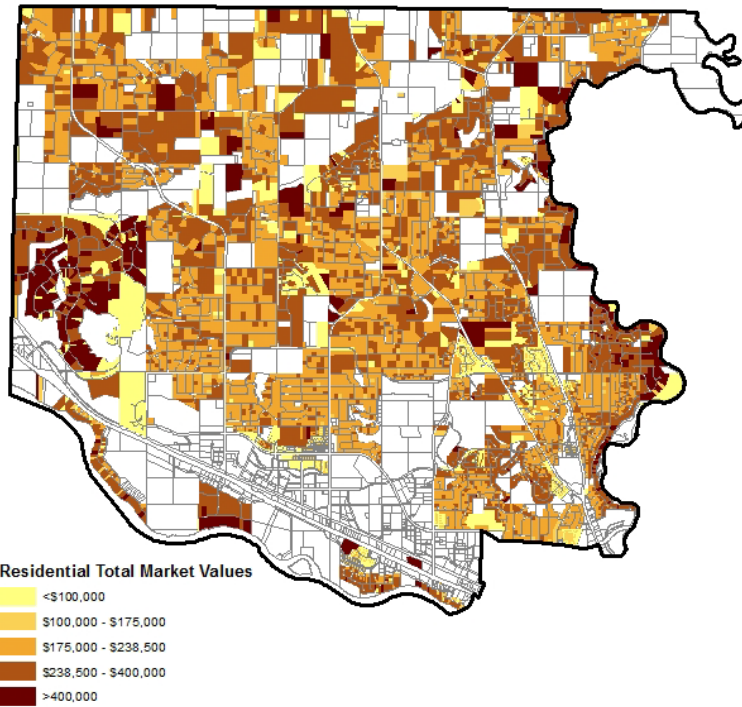 Residential Total Market Values
<$100,000
$100,000 - $175,000
$175,000 - $238,500
$238,500 - $400,000
>400,000